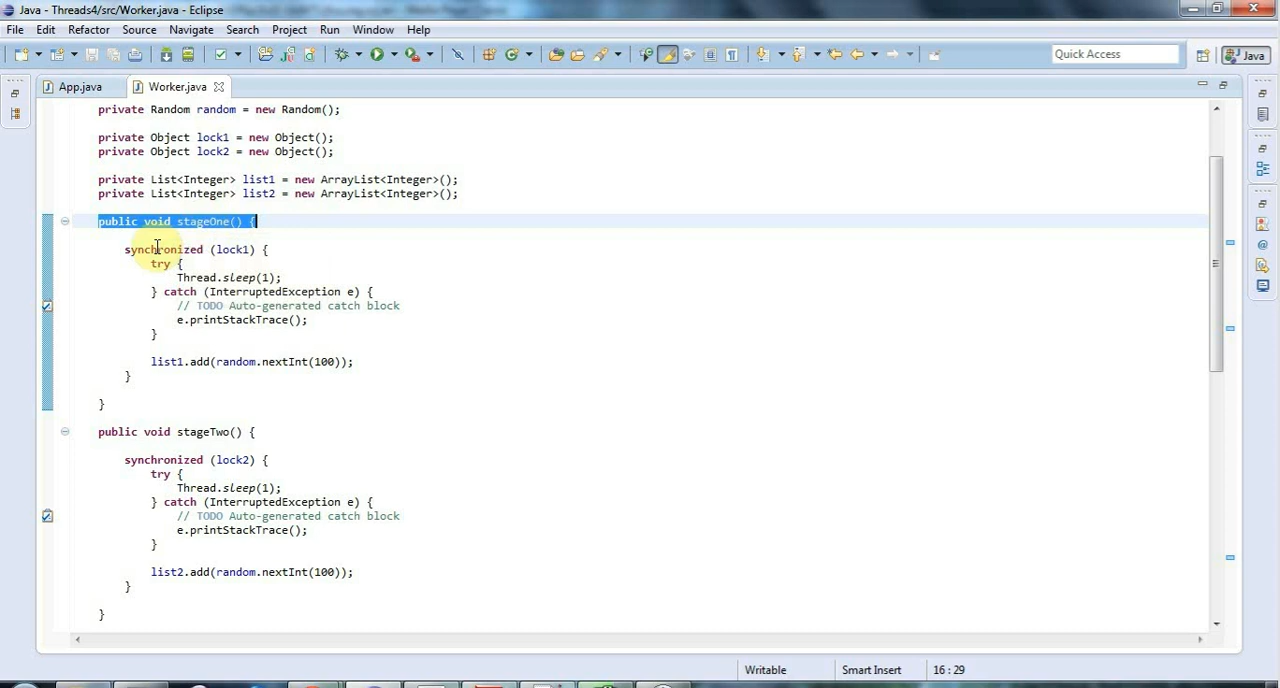 Java - Threads4/src/Worker.java - Eclipse
File Edit Refactor Source Navigate Search Project Run Window Help
Quick Access
Java
App.java
Worker.java
private Random random = new Random();
private Object lock1 = new Object();
private Object lock2 = new Object();
private List<Integer> list1 = new ArrayList<Integer>();
private List<Integer> list2 = new ArrayList<Integer>();
public void stageOne() {
synchronized (lock1) {
try {
Thread.sleep(1);
} catch (InterruptedException e) {
// TODO Auto-generated catch block
e.printStackTrace();
}
list1.add(random.nextInt(100));
}
}
public void stageTwo() {
synchronized (lock2) {
try {
Thread.sleep(1);
} catch (InterruptedException e) {
// TODO Auto-generated catch block
e.printStackTrace();
}
list2.add(random.nextInt(100));
}
}
Writable Smart Insert 16 : 29